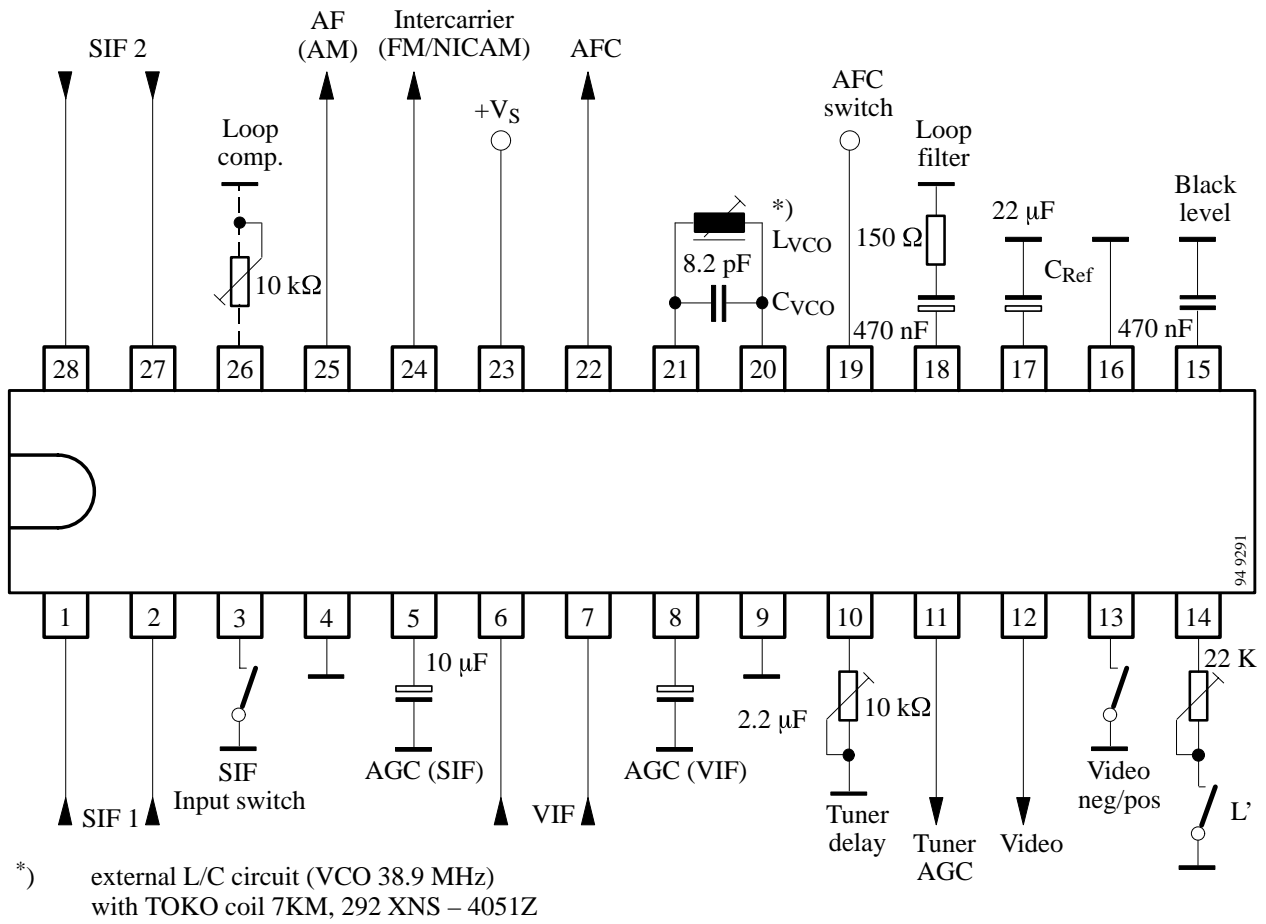 SIF 2
AF
(AM)
Intercarrier
(FM/NICAM)
AFC
+VS
AFC
switch
Loop
comp.
Loop
filter
Black
level
*)
LVCO
150 Ω
22 µF
10 kΩ
8.2 pF
CVCO
CRef
470 nF
470 nF
28 27 26 25 24 23 22 21 20 19 18 17 16 15
94 9291
1 2 3 4 5 6 7 8 9 10 11 12 13 14
10 µF
22 K
2.2 µF
10 kΩ
SIF
Input switch
AGC (SIF)
AGC (VIF)
Video
neg/pos
SIF 1
VIF
Tuner
delay
Tuner
AGC
Video
L’
*) external L/C circuit (VCO 38.9 MHz)
with TOKO coil 7KM, 292 XNS – 4051Z